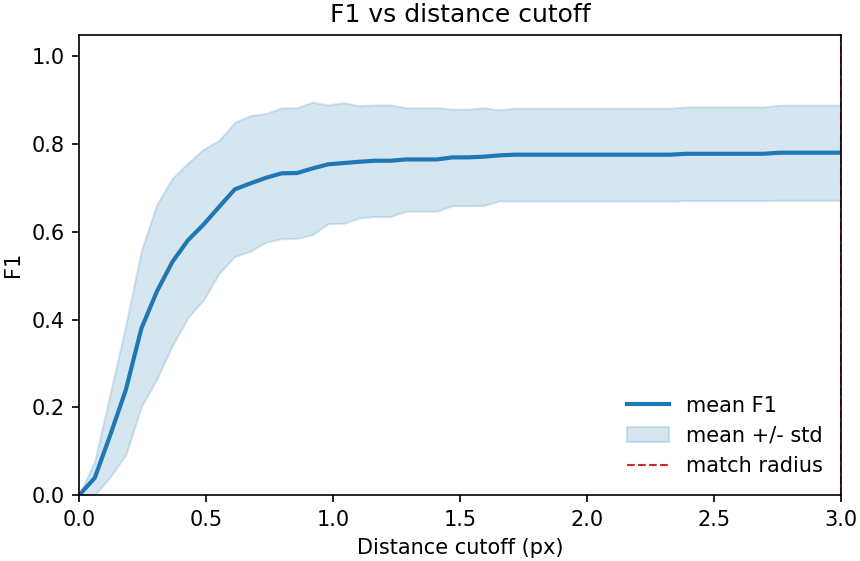 F1 vs distance cutoff
1.0
0.8
0.6
0.4
0.2
0.0
F1
mean F1
mean +/- std
match radius
0.0 0.5 1.0 1.5 2.0 2.5 3.0
Distance cutoff (px)